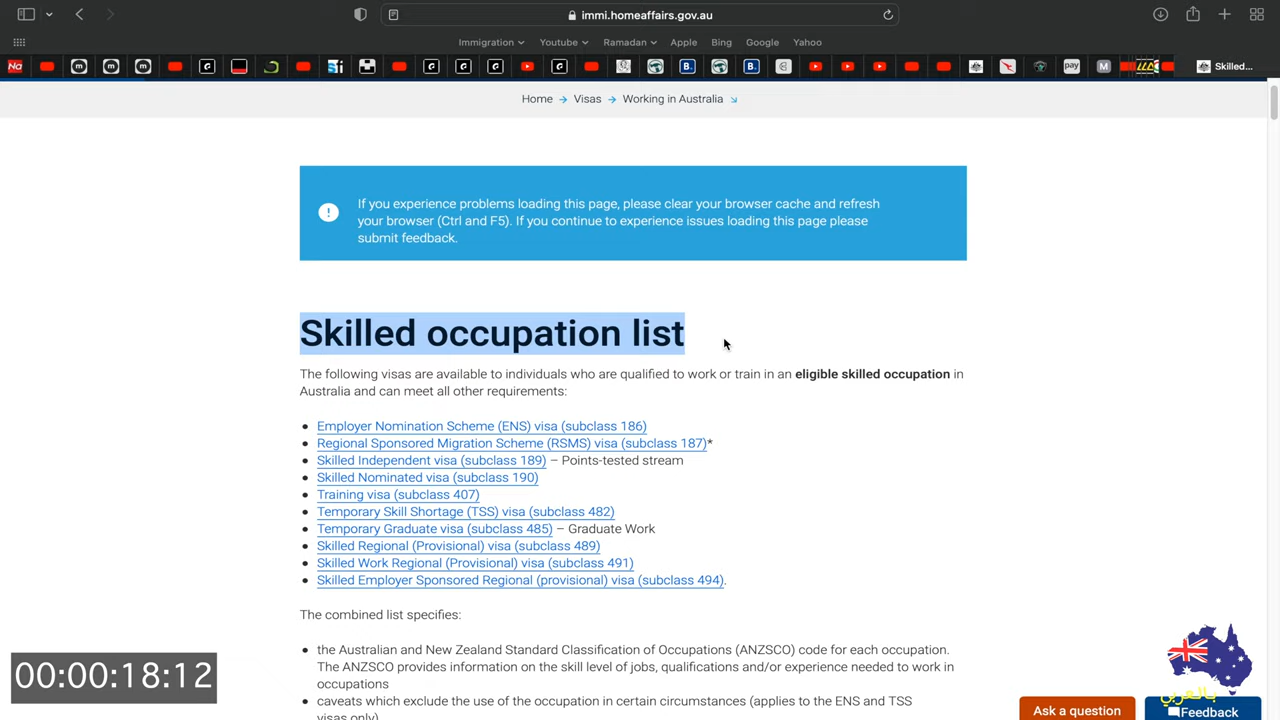 immi.homeaffairs.gov.au
Immigration
Youtube
Ramadan
Apple
Bing
Google
Yahoo
Na
pay
M
Skilled...
Home → Visas → Working in Australia
If you experience problems loading this page, please clear your browser cache and refresh
your browser (Ctrl and F5). If you continue to experience issues loading this page please
submit feedback.
Skilled occupation list
The following visas are available to individuals who are qualified to work or train in an eligible skilled occupation in
Australia and can meet all other requirements:
• Employer Nomination Scheme (ENS) visa (subclass 186)
• Regional Sponsored Migration Scheme (RSMS) visa (subclass 187)*
• Skilled Independent visa (subclass 189) – Points-tested stream
• Skilled Nominated visa (subclass 190)
• Training visa (subclass 407)
• Temporary Skill Shortage (TSS) visa (subclass 482)
• Temporary Graduate visa (subclass 485) – Graduate Work
• Skilled Regional (Provisional) visa (subclass 489)
• Skilled Work Regional (Provisional) visa (subclass 491)
• Skilled Employer Sponsored Regional (provisional) visa (subclass 494).
The combined list specifies:
• the Australian and New Zealand Standard Classification of Occupations (ANZSCO) code for each occupation.
The ANZSCO provides information on the skill level of jobs, qualifications and/or experience needed to work in
occupations
• caveats which exclude the use of the occupation in certain circumstances (applies to the ENS and TSS
visas only)
00:00:18:12
بالعربي
Ask a question
Feedback